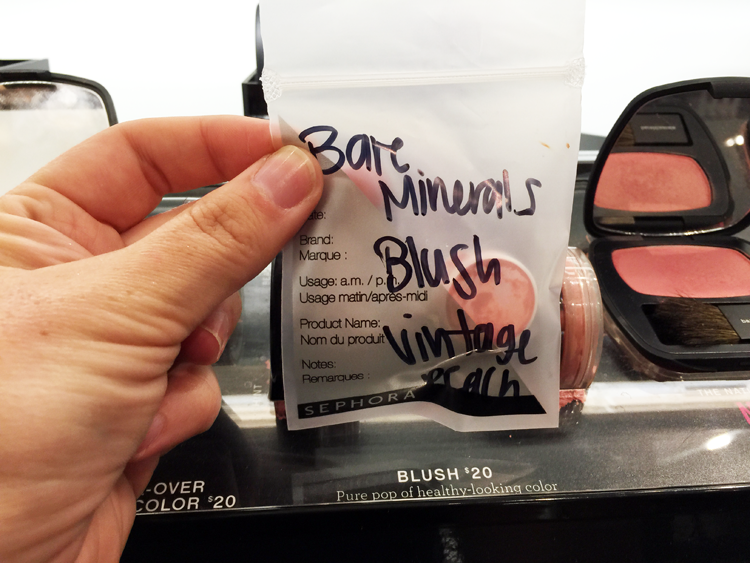 Bare
Minerals
Blush
Vintage
Peach
Brand:
Marque :
Usage: a.m. / p.m.
Usage matin/après-midi
Product Name:
Nom du produit
Notes:
Remarques :
SEPHORA
-OVER
COLOR $20
BLUSH $20
Pure pop of healthy-looking color